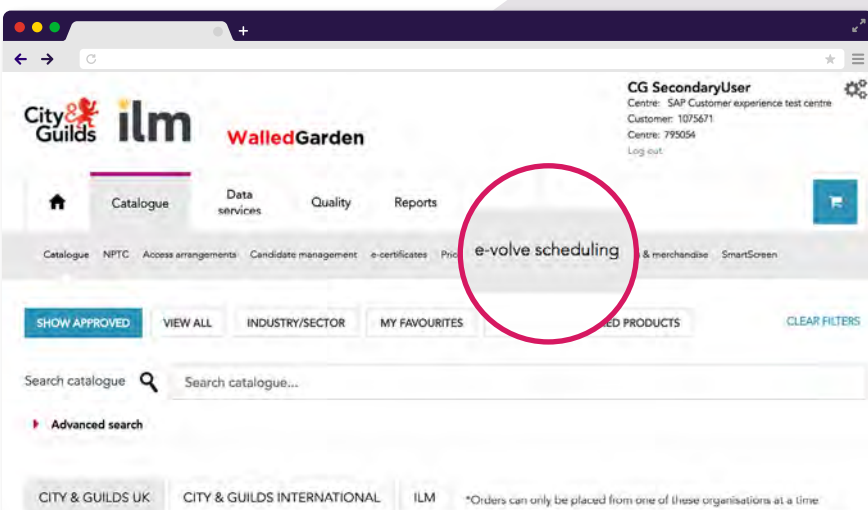 CG SecondaryUser
Centre: SAP Customer experience test centre
Customer: 1075671
Centre: 795054
Log out
City & Guilds ilm WalledGarden
Catalogue Data services Quality Reports
Catalogue NPTC Access arrangements Candidate management e-certificates e-volve scheduling & merchandise SmartScreen
SHOW APPROVED VIEW ALL INDUSTRY/SECTOR MY FAVOURITES PRODUCTS CLEAR FILTERS
Search catalogue Search catalogue...
Advanced search
CITY & GUILDS UK CITY & GUILDS INTERNATIONAL ILM *Orders can only be placed from one of these organisations at a time